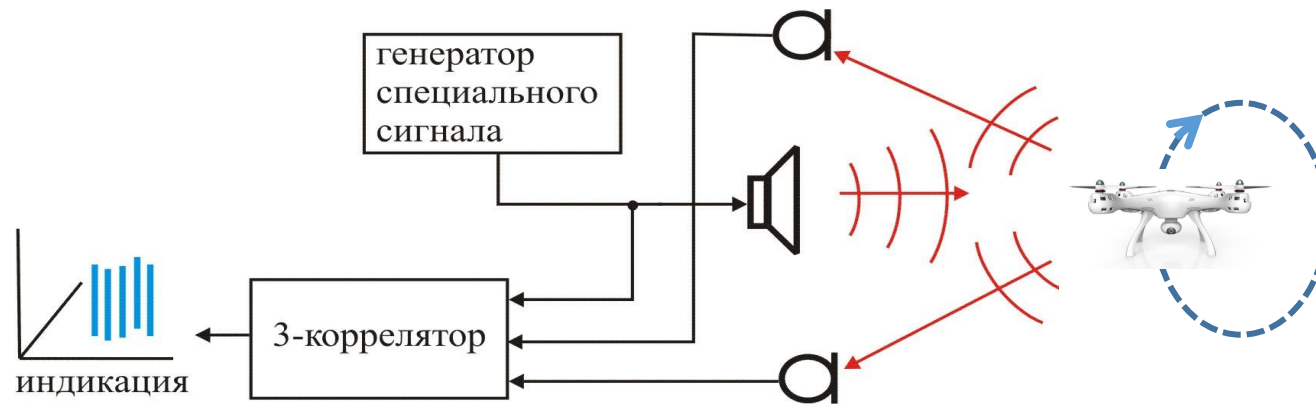 генератор
специального
сигнала
3-коррелятор
индикация